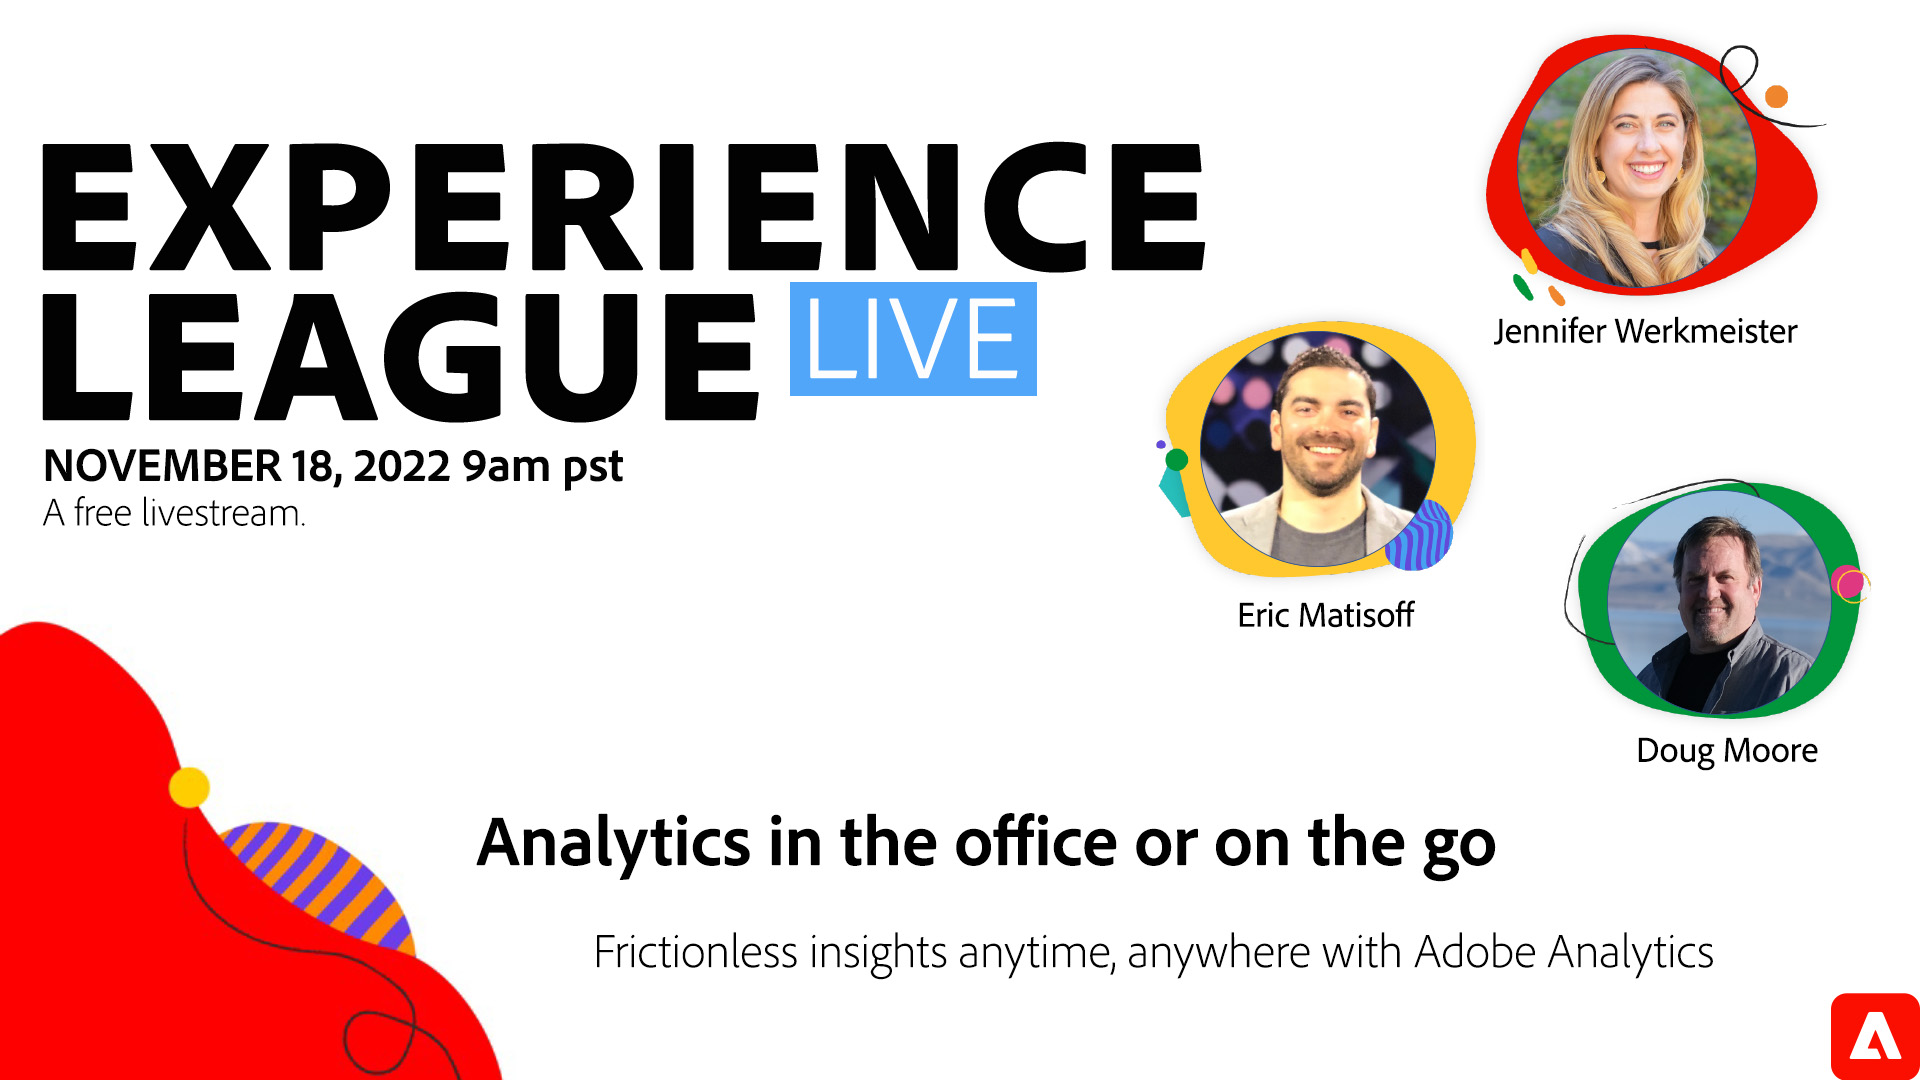 EXPERIENCE
LEAGUE LIVE
NOVEMBER 18, 2022 9am pst
A free livestream.
Jennifer Werkmeister
Eric Matisoff
Doug Moore
Analytics in the office or on the go
Frictionless insights anytime, anywhere with Adobe Analytics